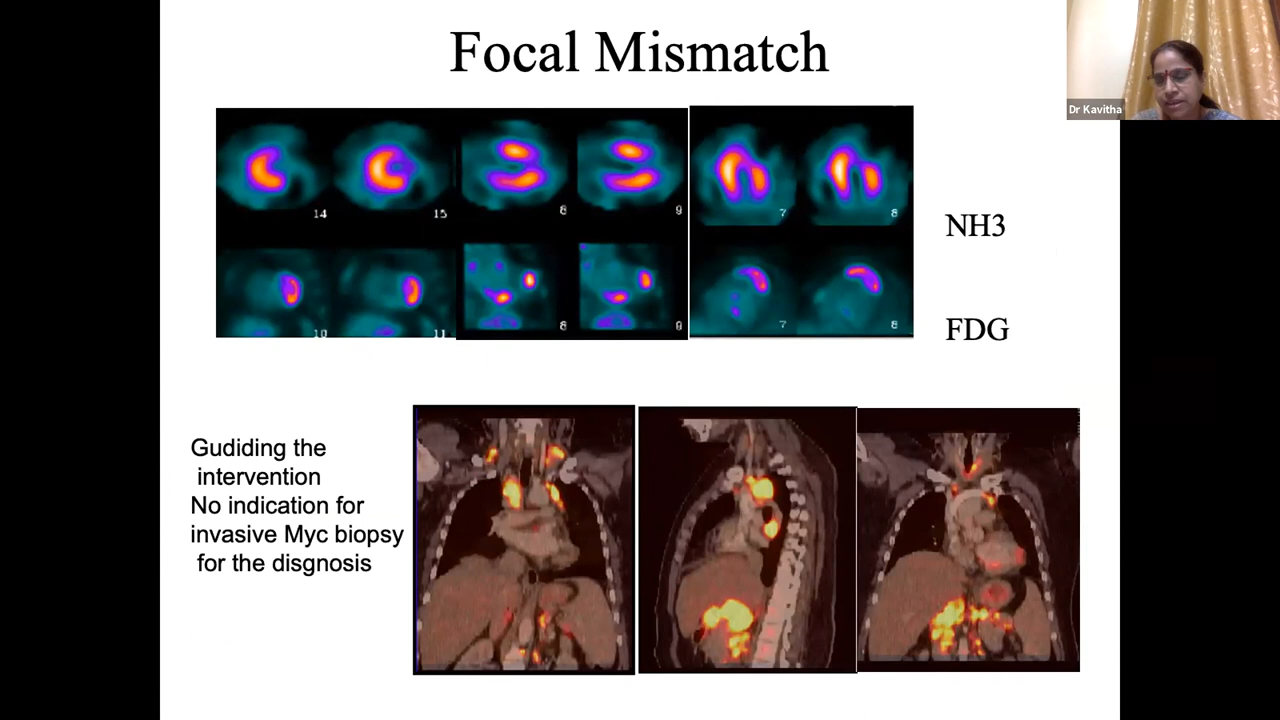 Focal Mismatch
Dr Kavitha
14 15 8 9 7 8
NH3
10 11 8 9 7 8
FDG
Gudiding the
intervention
No indication for
invasive Myc biopsy
for the disgnosis